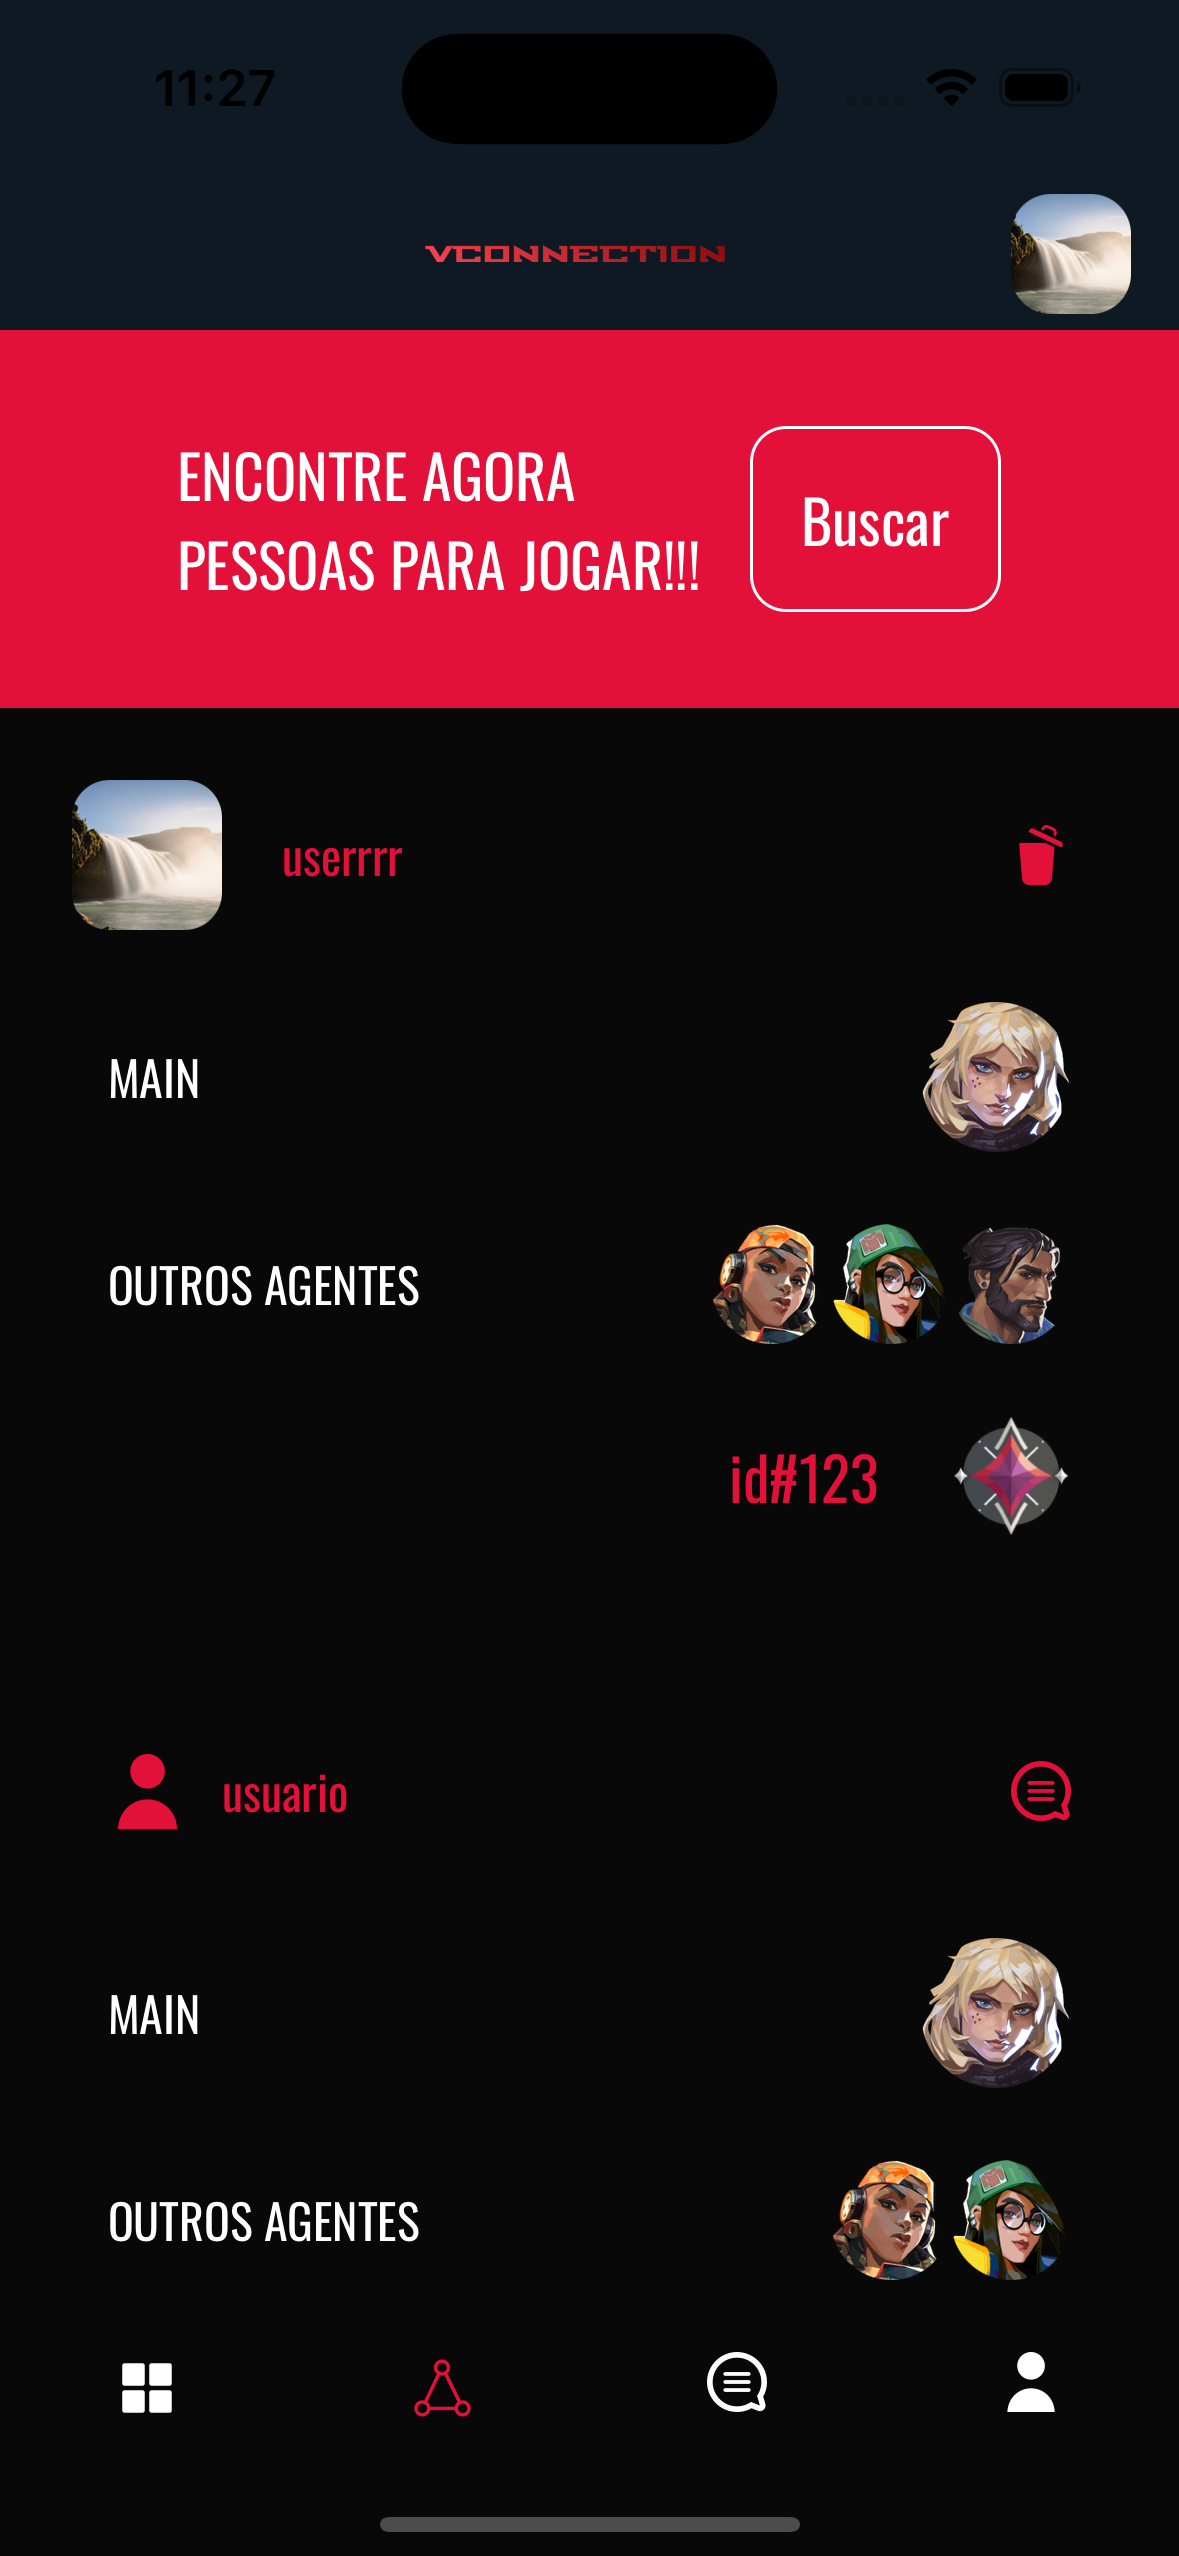 11:27
VCONNECTION
ENCONTRE AGORA
PESSOAS PARA JOGAR!!!
Buscar
userrrr
MAIN
OUTROS AGENTES
id#123
usuario
MAIN
OUTROS AGENTES